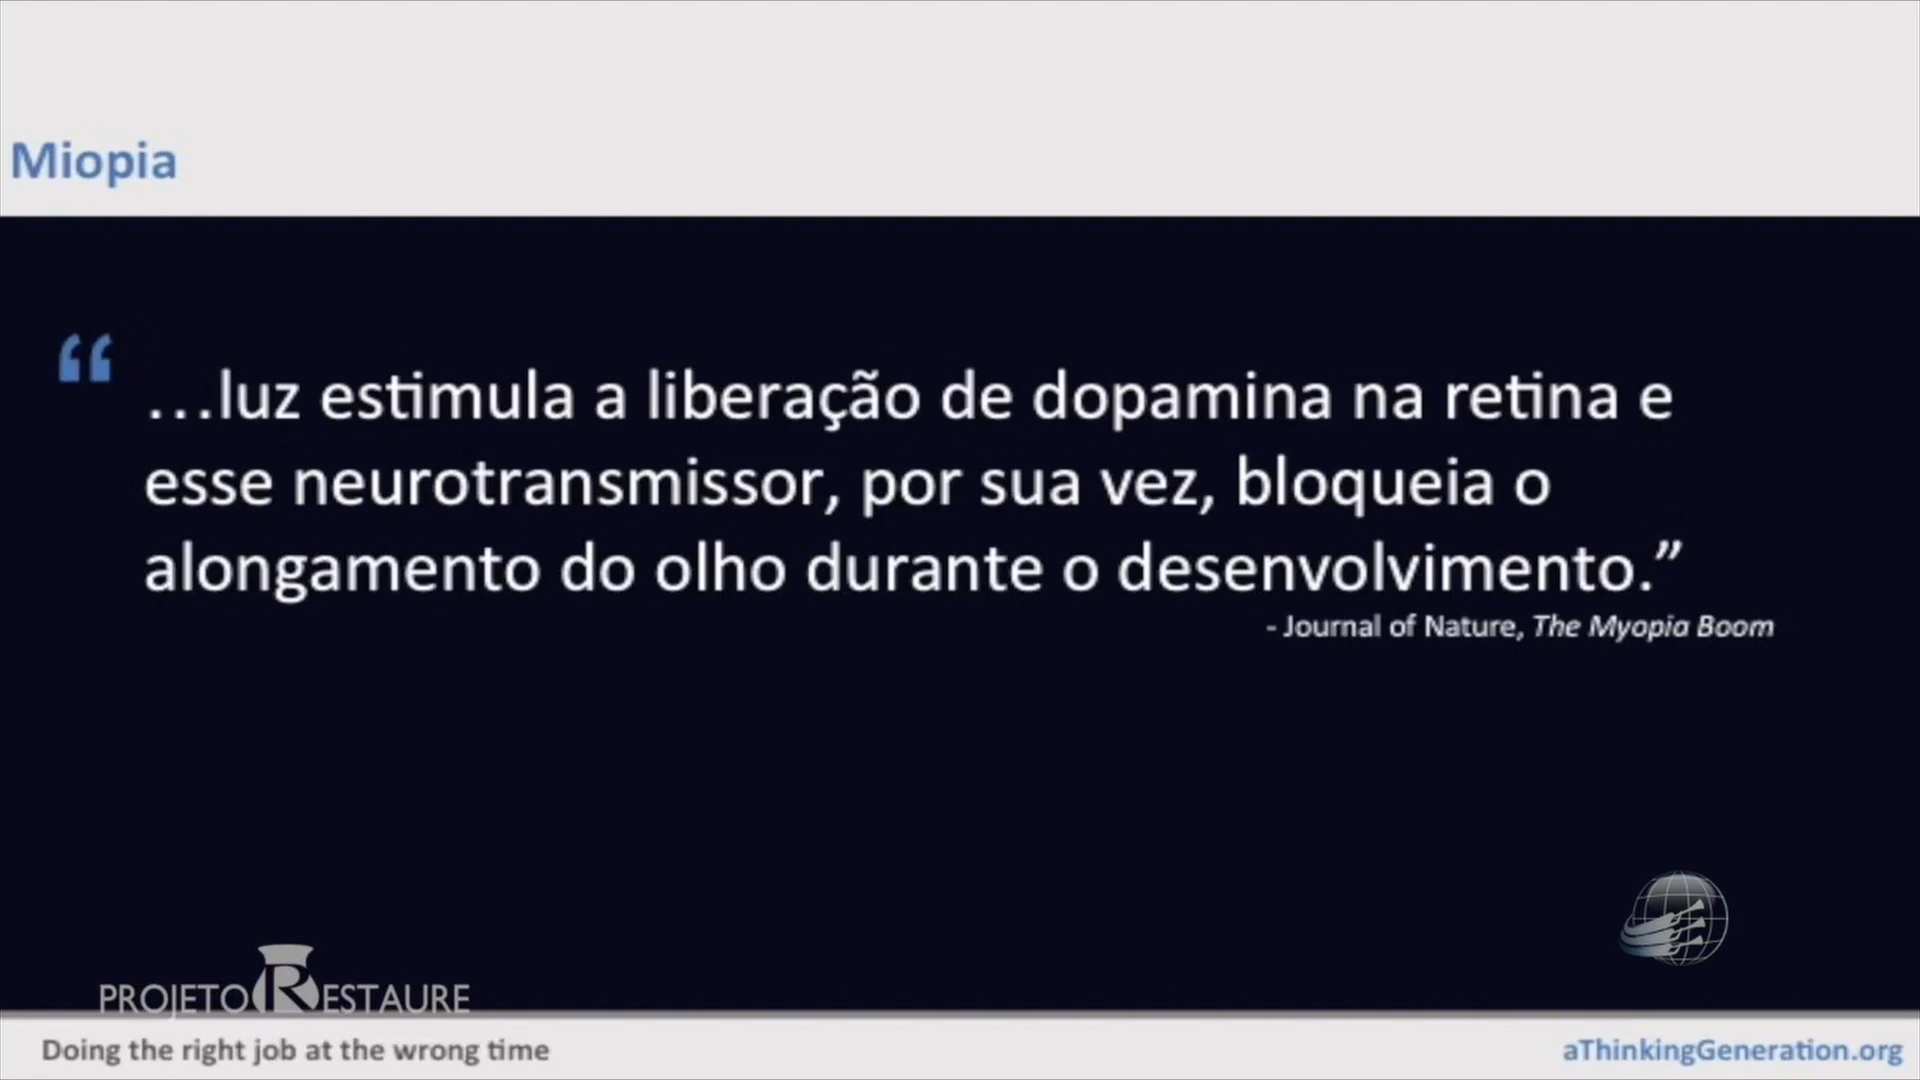 Miopia
“ …luz estimula a liberação de dopamina na retina e
esse neurotransmissor, por sua vez, bloqueia o
alongamento do olho durante o desenvolvimento.”
- Journal of Nature, The Myopia Boom
PROJETO RESTAURE
Doing the right job at the wrong time
aThinkingGeneration.org